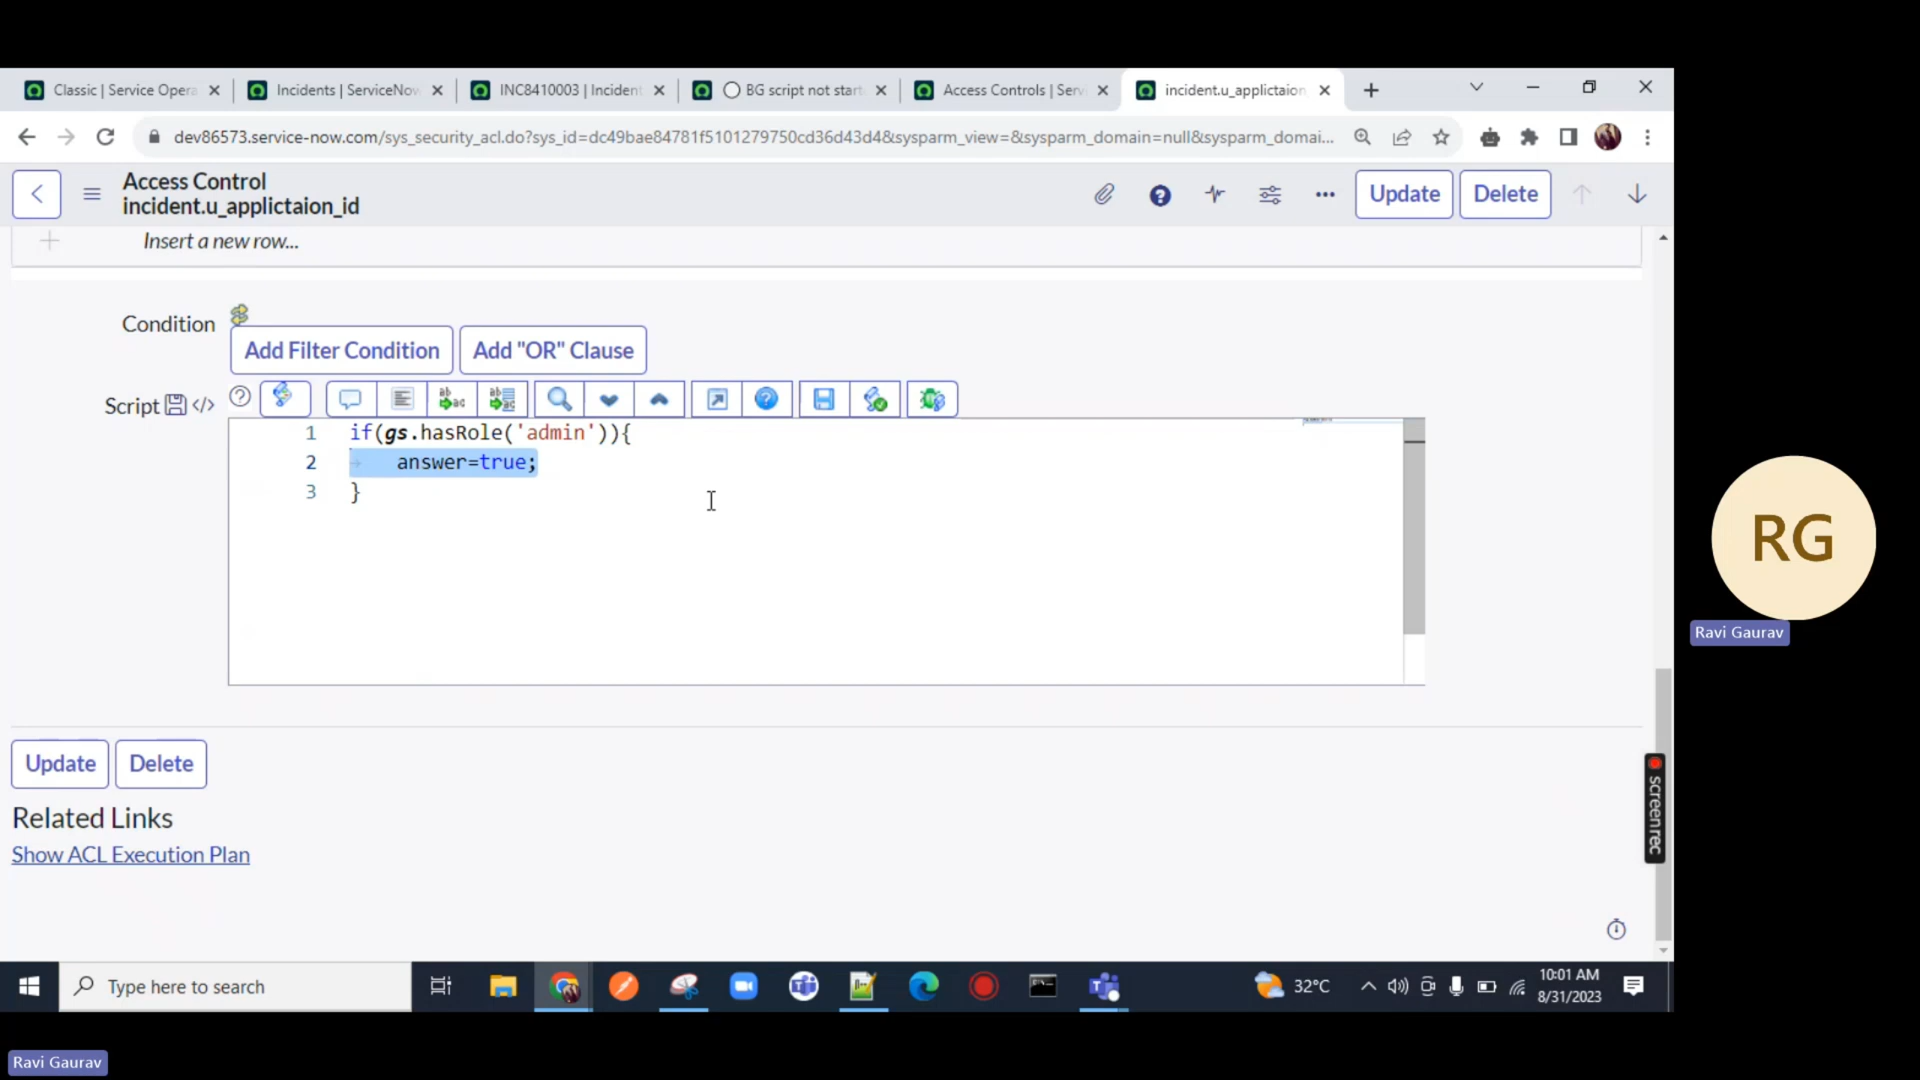 Classic | Service Opera
Incidents | ServiceNow
INC8410003 | Incident
BG script not start
Access Controls | Serv
incident.u_applictaion
dev86573.service-now.com/sys_security_acl.do?sys_id=dc49bae84781f5101279750cd36d43d4&sysparm_view=&sysparm_domain=null&sysparm_domai...
Access Control
incident.u_applictaion_id
Update
Delete
Insert a new row...
Condition
Add Filter Condition
Add "OR" Clause
Script
1 if(gs.hasRole('admin')){
2 answer=true;
3 }
Update
Delete
Related Links
Show ACL Execution Plan
screenrec
RG
Ravi Gaurav
Type here to search
32°C
10:01 AM
8/31/2023
Ravi Gaurav